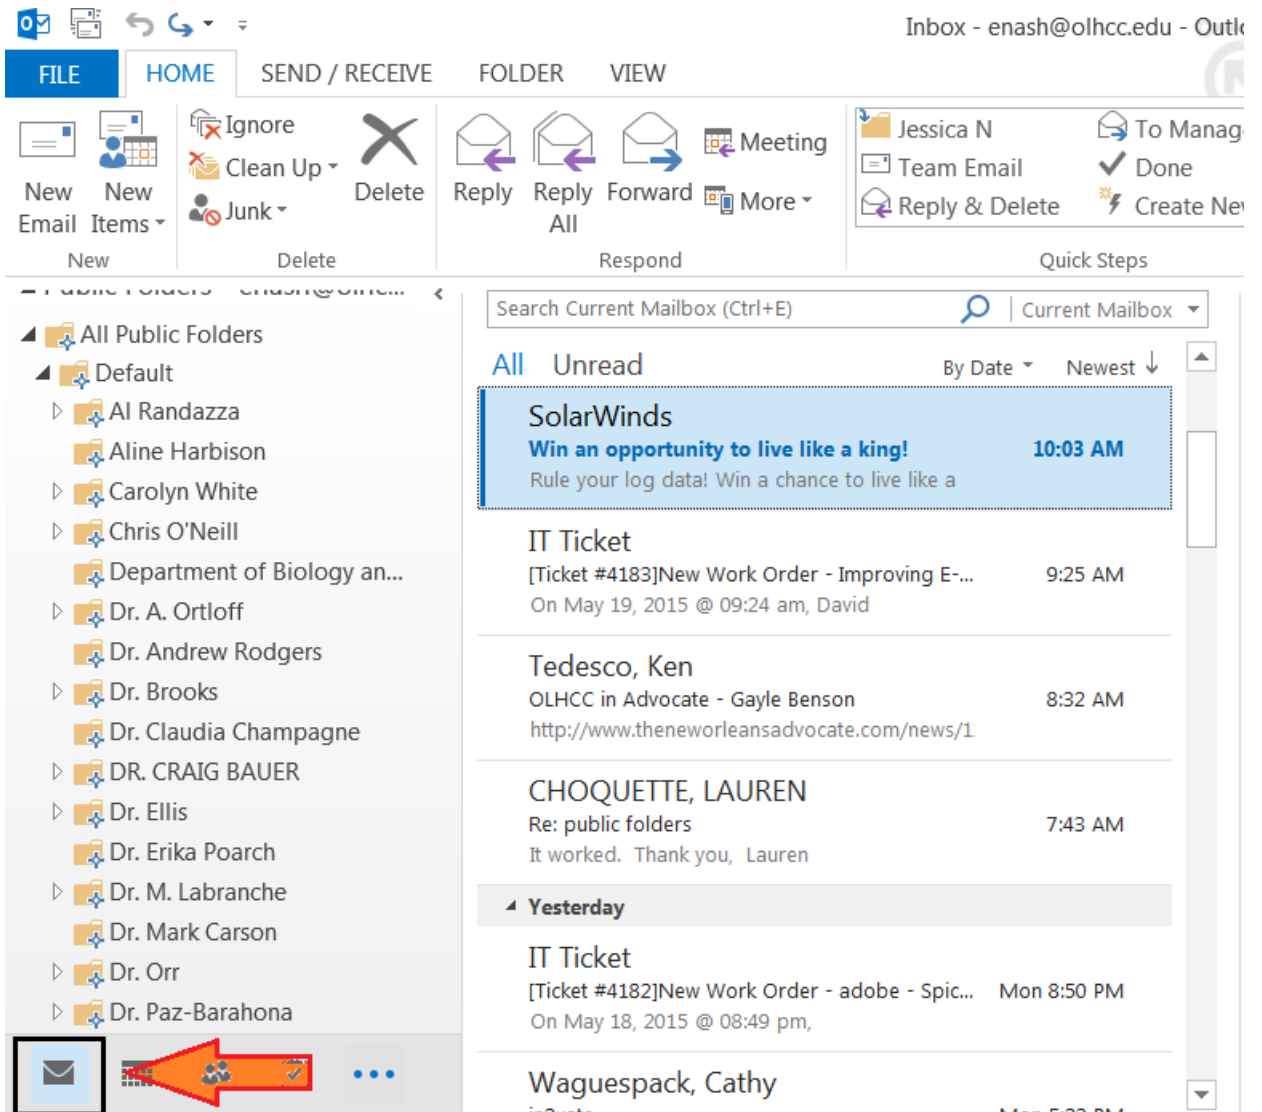 Inbox - enash@olhcc.edu - Outlo
FILE HOME SEND / RECEIVE FOLDER VIEW
Ignore
Clean Up
Junk
New Email
New Items
Delete
Reply
Reply All
Forward
Meeting
More
Jessica N
Team Email
Reply & Delete
To Manag
Done
Create Ne
New Delete Respond Quick Steps
Public Folders - enash@olhc...
All Public Folders
Default
Al Randazza
Aline Harbison
Carolyn White
Chris O'Neill
Department of Biology an...
Dr. A. Ortloff
Dr. Andrew Rodgers
Dr. Brooks
Dr. Claudia Champagne
DR. CRAIG BAUER
Dr. Ellis
Dr. Erika Poarch
Dr. M. Labranche
Dr. Mark Carson
Dr. Orr
Dr. Paz-Barahona
Search Current Mailbox (Ctrl+E) Current Mailbox
All Unread By Date Newest
SolarWinds
Win an opportunity to live like a king! 10:03 AM
Rule your log data! Win a chance to live like a
IT Ticket
[Ticket #4183]New Work Order - Improving E-... 9:25 AM
On May 19, 2015 @ 09:24 am, David
Tedesco, Ken
OLHCC in Advocate - Gayle Benson 8:32 AM
http://www.theneworleansadvocate.com/news/1
CHOQUETTE, LAUREN
Re: public folders 7:43 AM
It worked. Thank you, Lauren
Yesterday
IT Ticket
[Ticket #4182]New Work Order - adobe - Spic... Mon 8:50 PM
On May 18, 2015 @ 08:49 pm,
Waguespack, Cathy